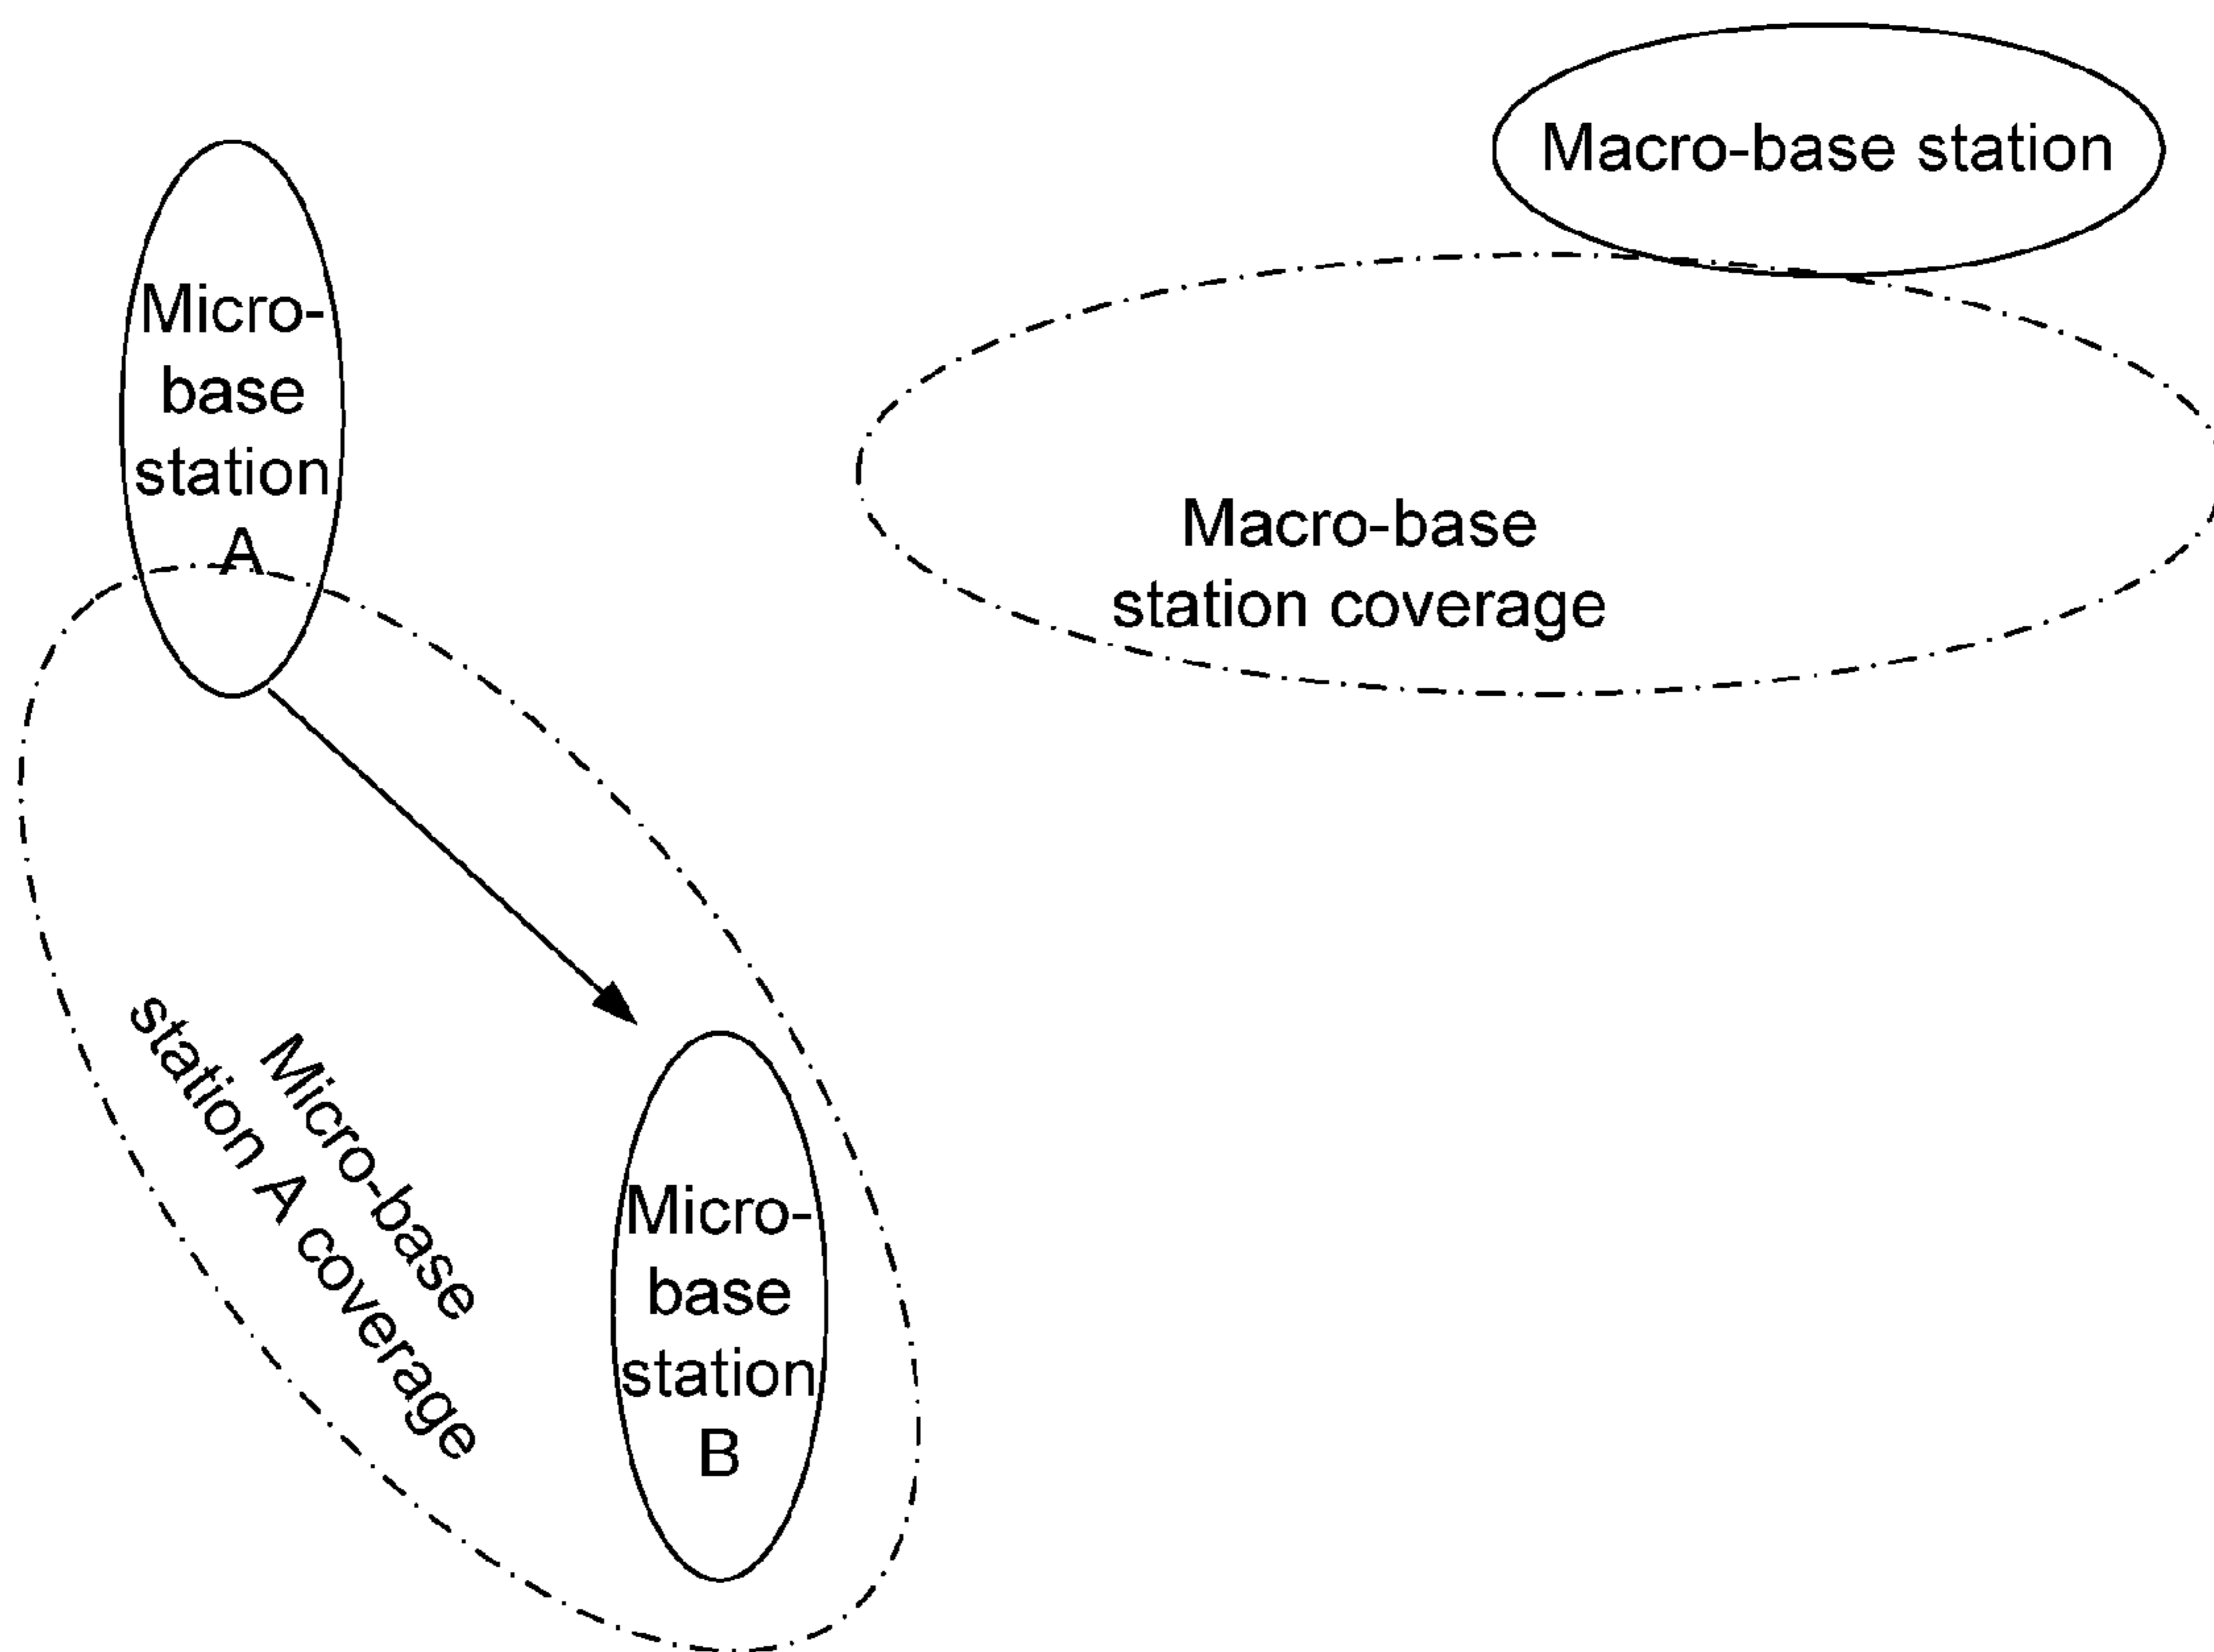 Macro-base station
Micro-
base
station
A
Macro-base
station coverage
Micro-base
station A coverage
Micro-
base
station
B